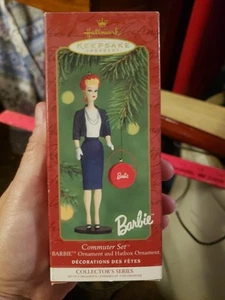 Hallmark
KEEPSAKE
ORNAMENT
Barbie
Barbie
Commuter Set
BARBIE™ Ornament and Hatbox Ornament
DÉCORATIONS DES FÊTES
COLLECTOR'S SERIES